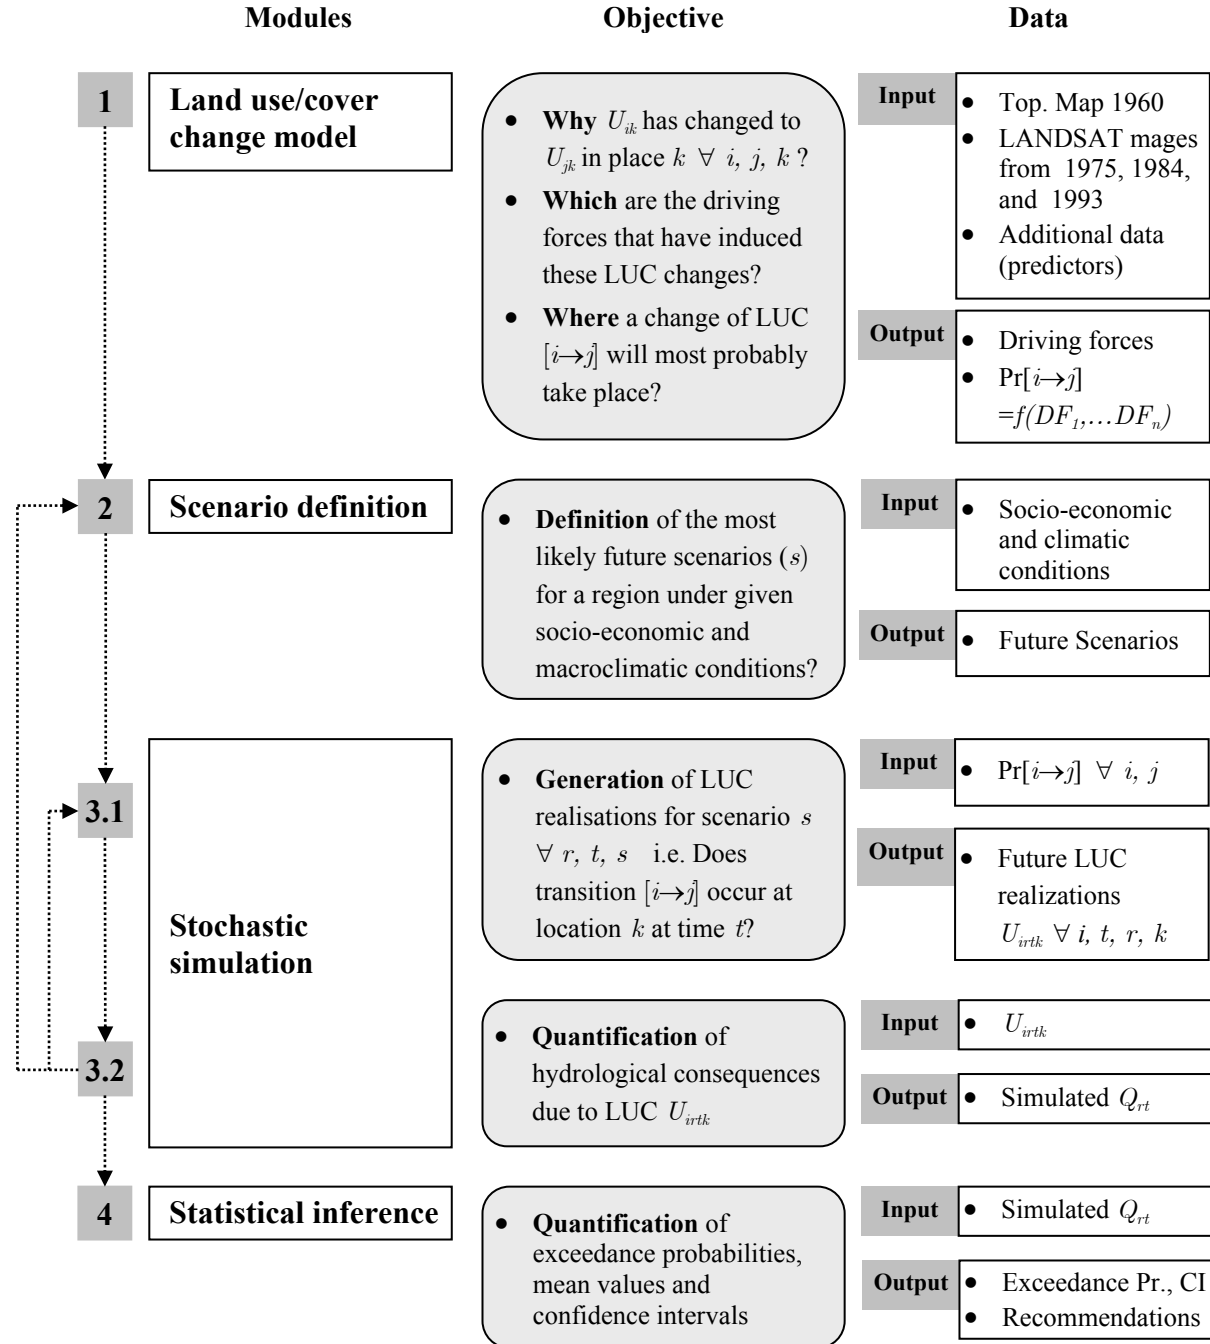 Modules
Objective
Data
1
Land use/cover
change model
• Why U_ik has changed to
U_jk in place k ∀ i, j, k ?
• Which are the driving
forces that have induced
these LUC changes?
• Where a change of LUC
[i→j] will most probably
take place?
Input
• Top. Map 1960
• LANDSAT mages
from 1975, 1984,
and 1993
• Additional data
(predictors)
Output
• Driving forces
• Pr[i→j]
=f(DF_1,…DF_n)
2
Scenario definition
• Definition of the most
likely future scenarios (s)
for a region under given
socio-economic and
macroclimatic conditions?
Input
• Socio-economic
and climatic
conditions
Output
• Future Scenarios
3.1
3.2
Stochastic
simulation
• Generation of LUC
realisations for scenario s
∀ r, t, s i.e. Does
transition [i→j] occur at
location k at time t?
Input
• Pr[i→j] ∀ i, j
Output
• Future LUC
realizations
U_irtk ∀ i, t, r, k
• Quantification of
hydrological consequences
due to LUC U_irtk
Input
• U_irtk
Output
• Simulated Q_rt
4
Statistical inference
• Quantification of
exceedance probabilities,
mean values and
confidence intervals
Input
• Simulated Q_rt
Output
• Exceedance Pr., CI
• Recommendations